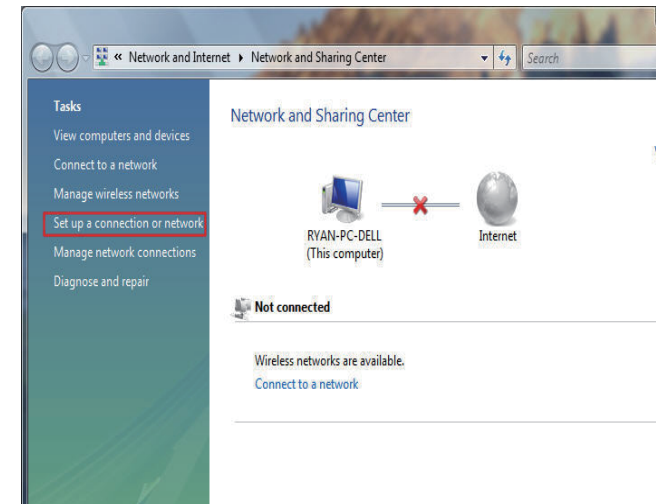 « Network and Internet ▸ Network and Sharing Center
Search
Tasks
View computers and devices
Connect to a network
Manage wireless networks
Set up a connection or network
Manage network connections
Diagnose and repair
Network and Sharing Center
RYAN-PC-DELL
(This computer)
Internet
Not connected
Wireless networks are available.
Connect to a network